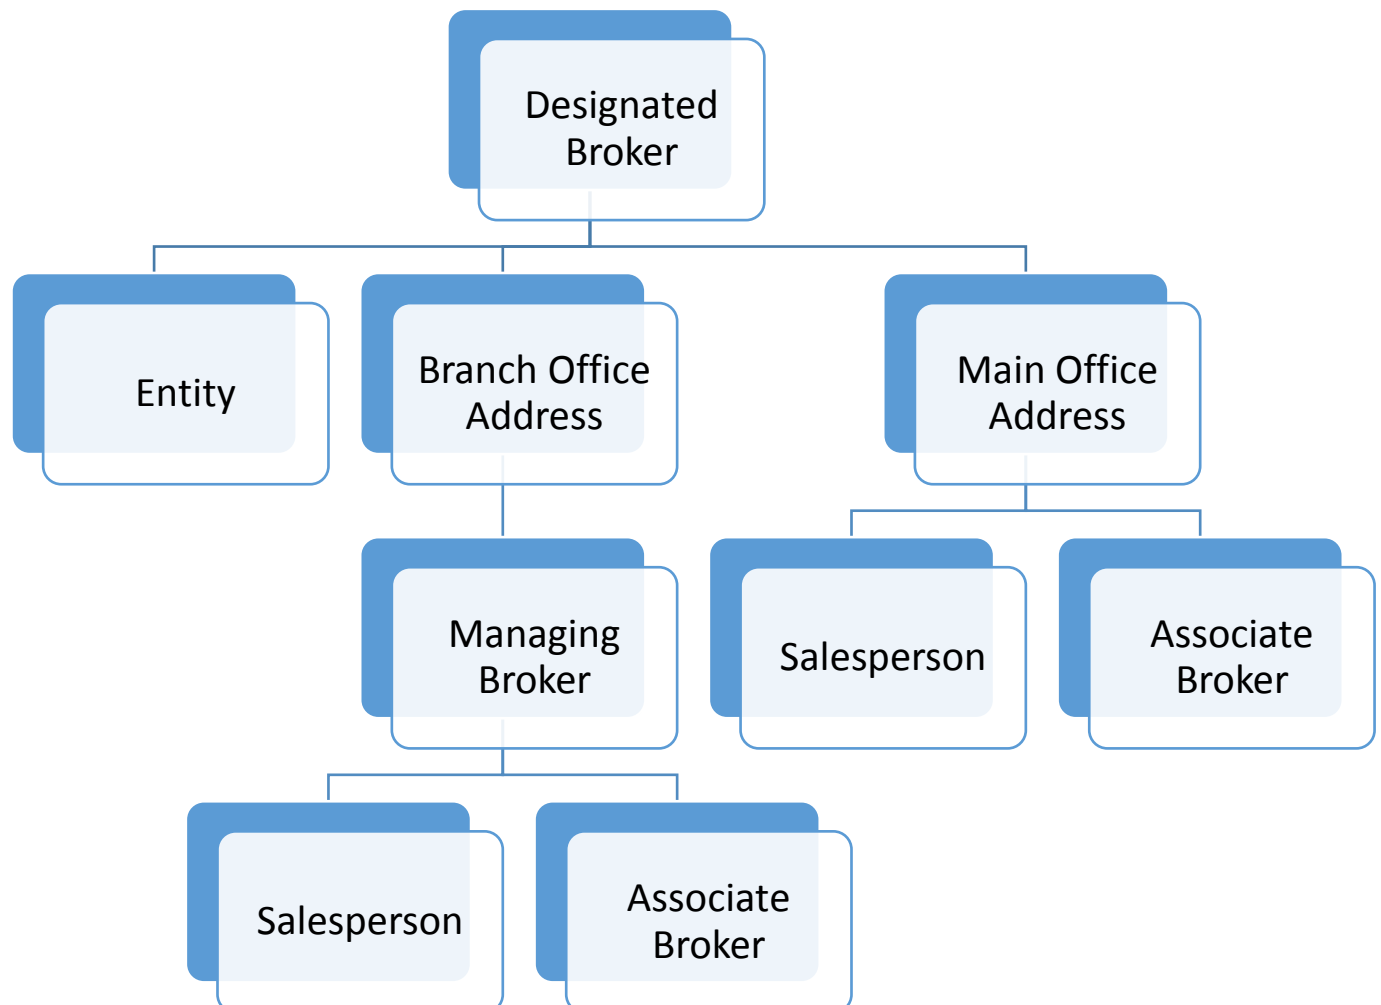 Designated
Broker
Entity
Branch Office
Address
Main Office
Address
Managing
Broker
Salesperson
Associate
Broker
Salesperson
Associate
Broker